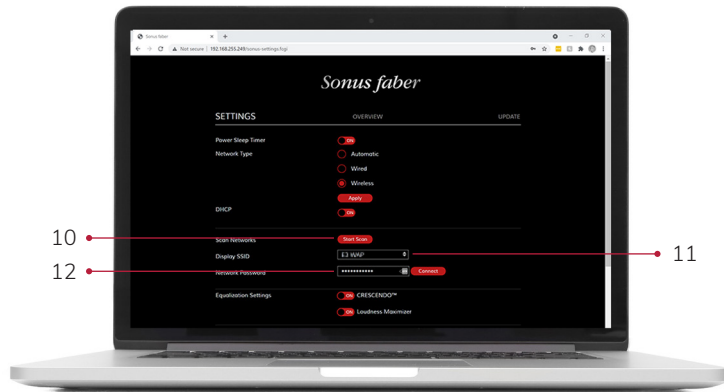 Sonus faber
Not secure | 192.168.255.249/sonus-settings.fcgi
Sonus faber
SETTINGS OVERVIEW UPDATE
Power Sleep Timer ON
Network Type Automatic
Wired
Wireless
Apply
DHCP ON
10 Scan Networks Start Scan
Display SSID E3 WAP 11
12 Network Password ••••••••••• Connect
Equalization Settings ON CRESCENDO™
ON Loudness Maximizer